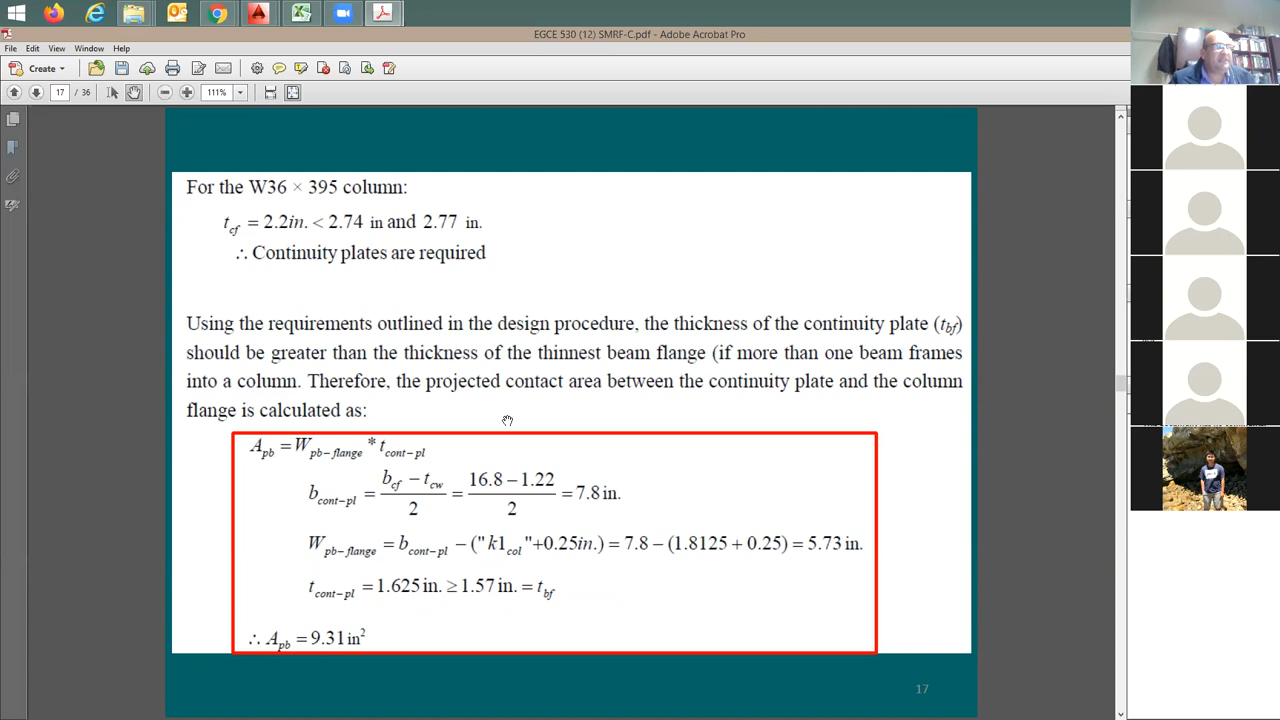 EGCE 530 (12) SMRF-C.pdf - Adobe Acrobat Pro
File Edit View Window Help
Create
17 / 36 111%
For the W36 × 395 column:
t_cf = 2.2in. < 2.74 in and 2.77 in.
∴ Continuity plates are required
Using the requirements outlined in the design procedure, the thickness of the continuity plate (t_bf)
should be greater than the thickness of the thinnest beam flange (if more than one beam frames
into a column. Therefore, the projected contact area between the continuity plate and the column
flange is calculated as:
A_pb = W_pb-flange * t_cont-pl
b_cont-pl = (b_cf − t_cw)/2 = (16.8 − 1.22)/2 = 7.8 in.
W_pb-flange = b_cont-pl − ("k1_col"+0.25in.) = 7.8 − (1.8125 + 0.25) = 5.73 in.
t_cont-pl = 1.625 in. ≥ 1.57 in. = t_bf
∴ A_pb = 9.31 in²
17